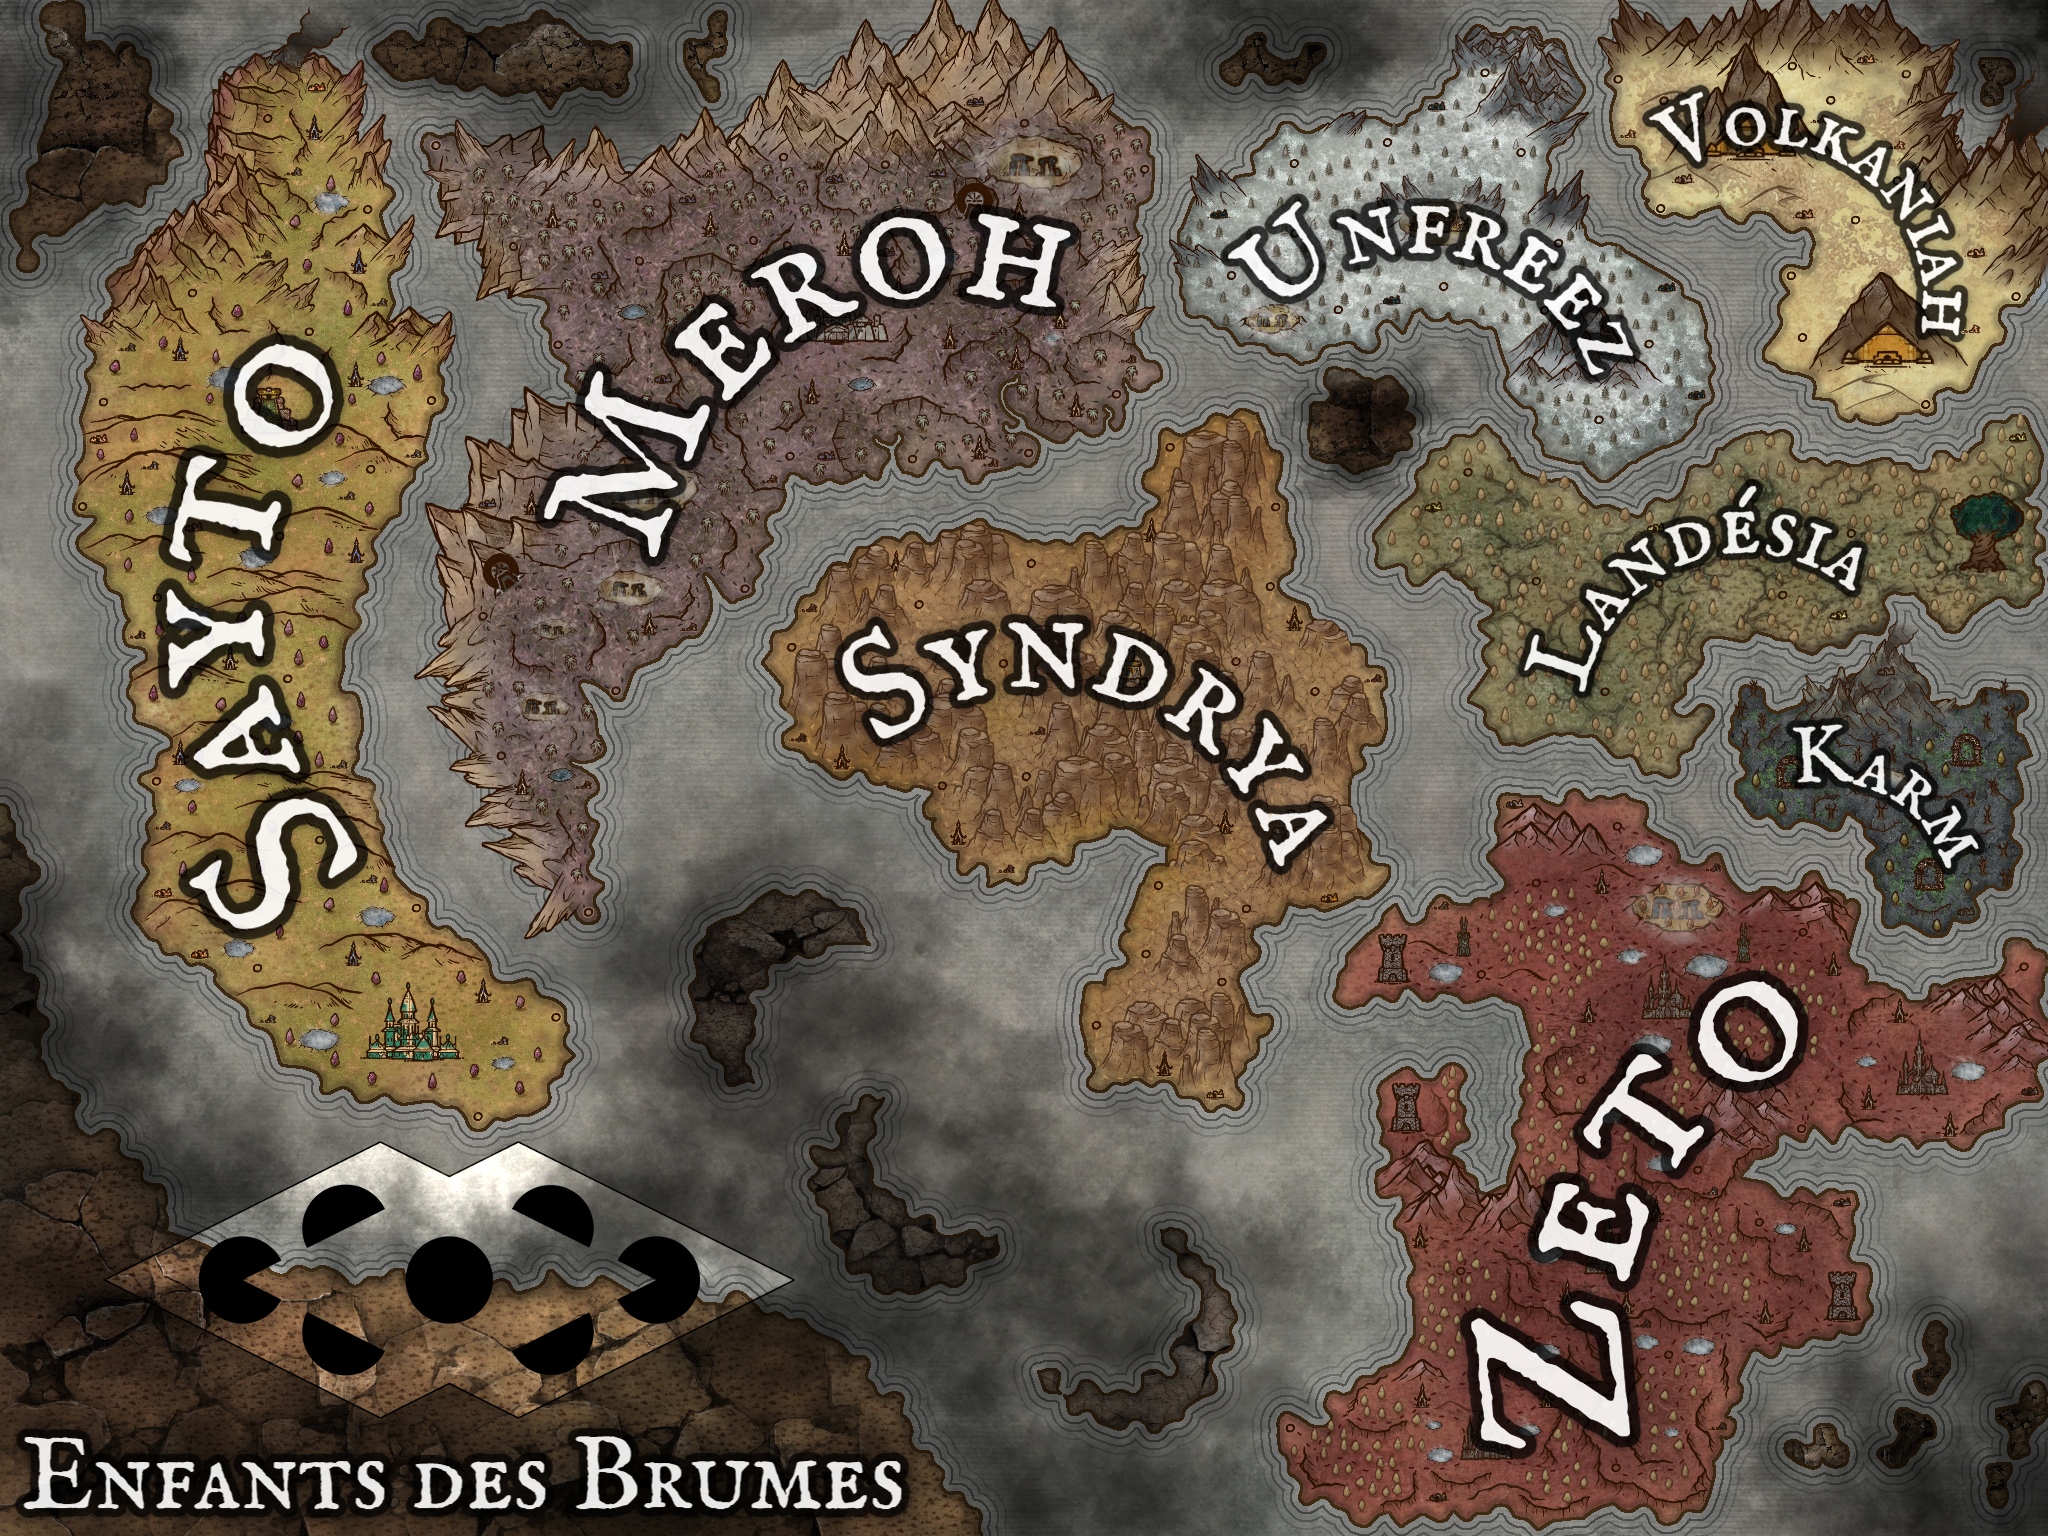 Volkaniah
Unfreez
Meroh
Sayto
Landésia
Syndrya
Karm
Zeto
Enfants des Brumes